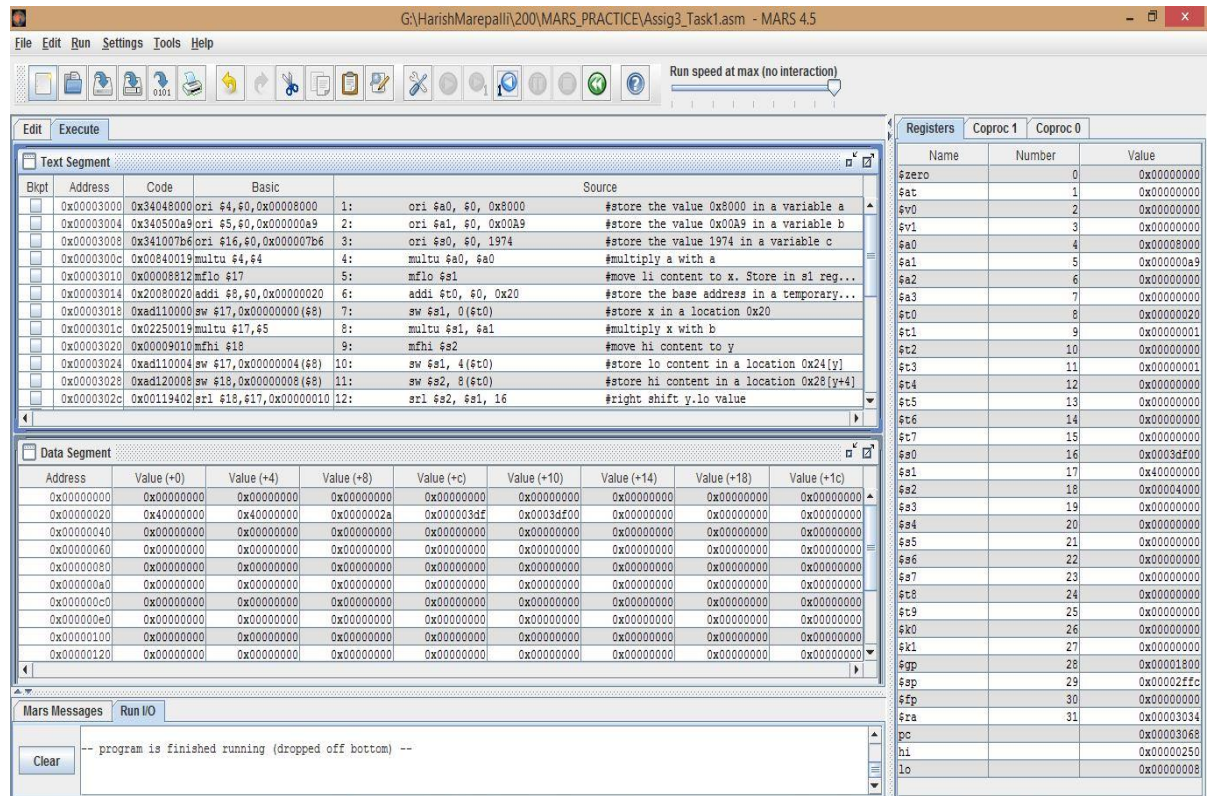 G:\HarishMarepalli\200\MARS_PRACTICE\Assig3_Task1.asm - MARS 4.5
File Edit Run Settings Tools Help
Run speed at max (no interaction)
Edit Execute
Text Segment
Bkpt Address Code Basic Source
0x00003000 0x34048000 ori $4,$0,0x00008000 1: ori $a0, $0, 0x8000 #store the value 0x8000 in a variable a
0x00003004 0x340500a9 ori $5,$0,0x000000a9 2: ori $a1, $0, 0x00A9 #store the value 0x00A9 in a variable b
0x00003008 0x341007b6 ori $16,$0,0x000007b6 3: ori $s0, $0, 1974 #store the value 1974 in a variable c
0x0000300c 0x00840019 multu $4,$4 4: multu $a0, $a0 #multiply a with a
0x00003010 0x00008812 mflo $17 5: mflo $s1 #move li content to x. Store in s1 reg...
0x00003014 0x20080020 addi $8,$0,0x00000020 6: addi $t0, $0, 0x20 #store the base address in a temporary...
0x00003018 0xad110000 sw $17,0x00000000($8) 7: sw $s1, 0($t0) #store x in a location 0x20
0x0000301c 0x02250019 multu $17,$5 8: multu $s1, $a1 #multiply x with b
0x00003020 0x00009010 mfhi $18 9: mfhi $s2 #move hi content to y
0x00003024 0xad110004 sw $17,0x00000004($8) 10: sw $s1, 4($t0) #store lo content in a location 0x24[y]
0x00003028 0xad120008 sw $18,0x00000008($8) 11: sw $s2, 8($t0) #store hi content in a location 0x28[y+4]
0x0000302c 0x00119402 srl $18,$17,0x00000010 12: srl $s2, $s1, 16 #right shift y.lo value
Data Segment
Address Value (+0) Value (+4) Value (+8) Value (+c) Value (+10) Value (+14) Value (+18) Value (+1c)
0x00000000 0x00000000 0x00000000 0x00000000 0x00000000 0x00000000 0x00000000 0x00000000 0x00000000
0x00000020 0x40000000 0x40000000 0x0000002a 0x000003df 0x0003df00 0x00000000 0x00000000 0x00000000
0x00000040 0x00000000 0x00000000 0x00000000 0x00000000 0x00000000 0x00000000 0x00000000 0x00000000
0x00000060 0x00000000 0x00000000 0x00000000 0x00000000 0x00000000 0x00000000 0x00000000 0x00000000
0x00000080 0x00000000 0x00000000 0x00000000 0x00000000 0x00000000 0x00000000 0x00000000 0x00000000
0x000000a0 0x00000000 0x00000000 0x00000000 0x00000000 0x00000000 0x00000000 0x00000000 0x00000000
0x000000c0 0x00000000 0x00000000 0x00000000 0x00000000 0x00000000 0x00000000 0x00000000 0x00000000
0x000000e0 0x00000000 0x00000000 0x00000000 0x00000000 0x00000000 0x00000000 0x00000000 0x00000000
0x00000100 0x00000000 0x00000000 0x00000000 0x00000000 0x00000000 0x00000000 0x00000000 0x00000000
0x00000120 0x00000000 0x00000000 0x00000000 0x00000000 0x00000000 0x00000000 0x00000000 0x00000000
Mars Messages Run I/O
-- program is finished running (dropped off bottom) --
Clear
Registers Coproc 1 Coproc 0
Name Number Value
$zero 0 0x00000000
$at 1 0x00000000
$v0 2 0x00000000
$v1 3 0x00000000
$a0 4 0x00008000
$a1 5 0x000000a9
$a2 6 0x00000000
$a3 7 0x00000000
$t0 8 0x00000020
$t1 9 0x00000001
$t2 10 0x00000000
$t3 11 0x00000001
$t4 12 0x00000000
$t5 13 0x00000000
$t6 14 0x00000000
$t7 15 0x00000000
$s0 16 0x0003df00
$s1 17 0x40000000
$s2 18 0x00004000
$s3 19 0x00000000
$s4 20 0x00000000
$s5 21 0x00000000
$s6 22 0x00000000
$s7 23 0x00000000
$t8 24 0x00000000
$t9 25 0x00000000
$k0 26 0x00000000
$k1 27 0x00000000
$gp 28 0x00001800
$sp 29 0x00002ffc
$fp 30 0x00000000
$ra 31 0x00003034
pc 0x00003068
hi 0x00000250
lo 0x00000008